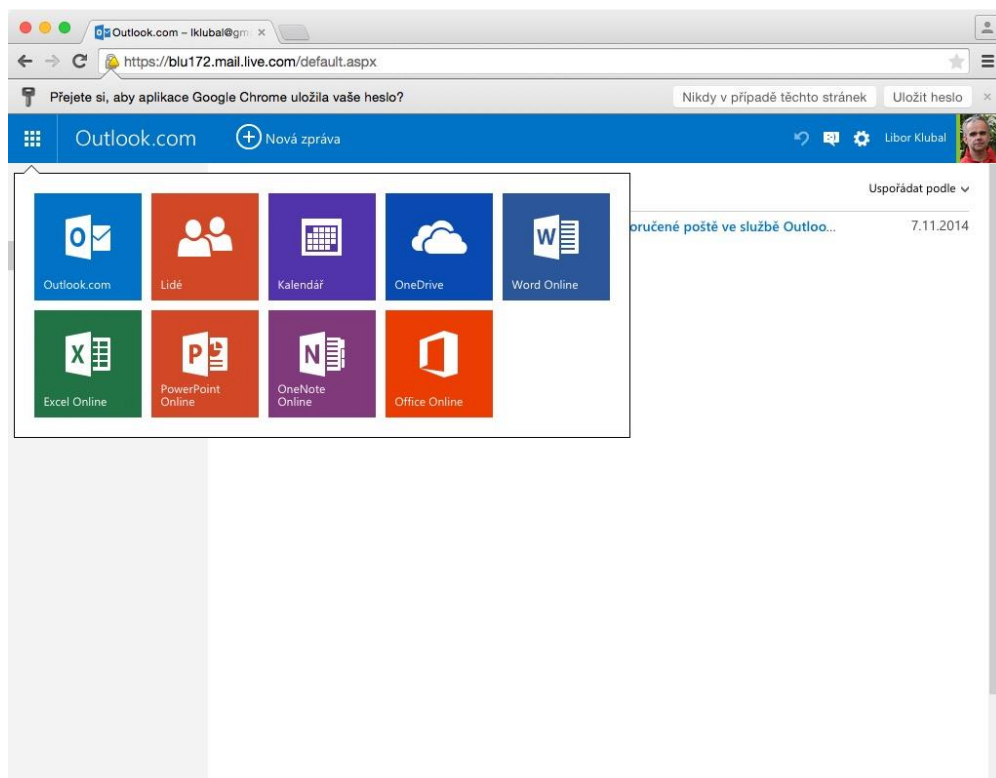 Outlook.com – lklubal@gm
https://blu172.mail.live.com/default.aspx
Přejete si, aby aplikace Google Chrome uložila vaše heslo? Nikdy v případě těchto stránek Uložit heslo
Outlook.com Nová zpráva Libor Klubal
Uspořádat podle
oručené poště ve službě Outloo... 7.11.2014
Outlook.com Lidé Kalendář OneDrive Word Online
Excel Online PowerPoint Online OneNote Online Office Online